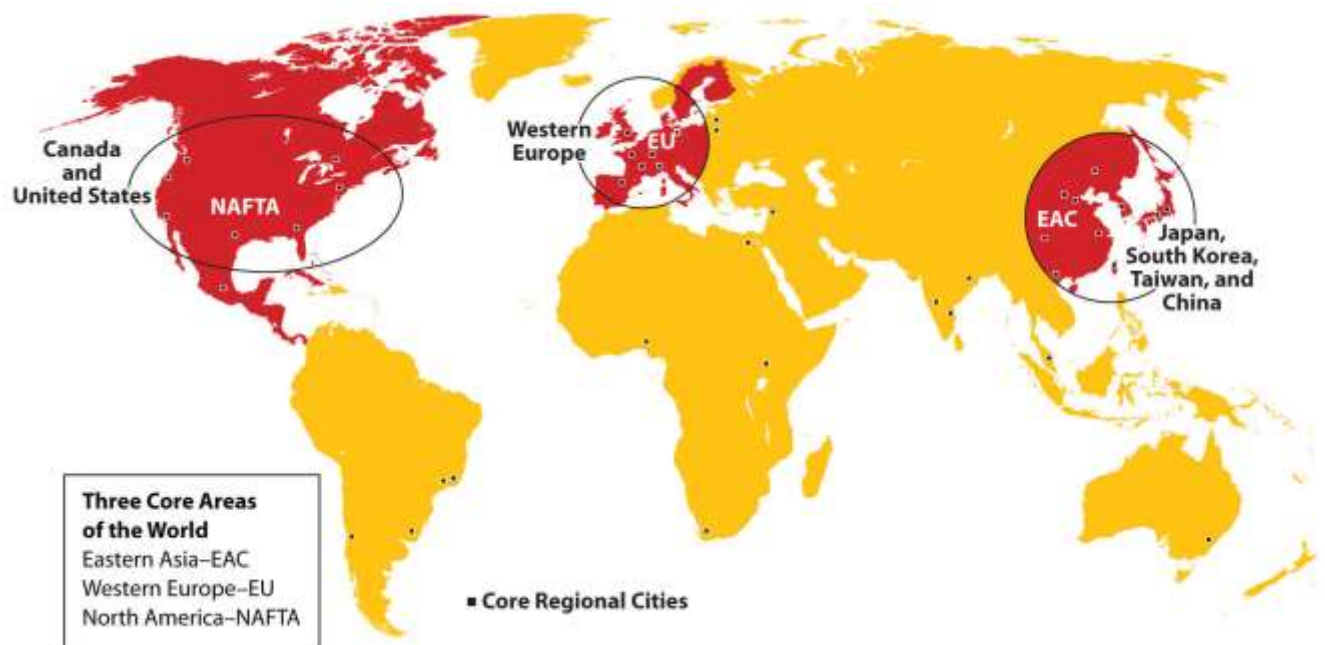 Canada
and
United States
NAFTA
Western
Europe
EU
EAC
Japan,
South Korea,
Taiwan, and
China
Three Core Areas
of the World
Eastern Asia–EAC
Western Europe–EU
North America–NAFTA
Core Regional Cities